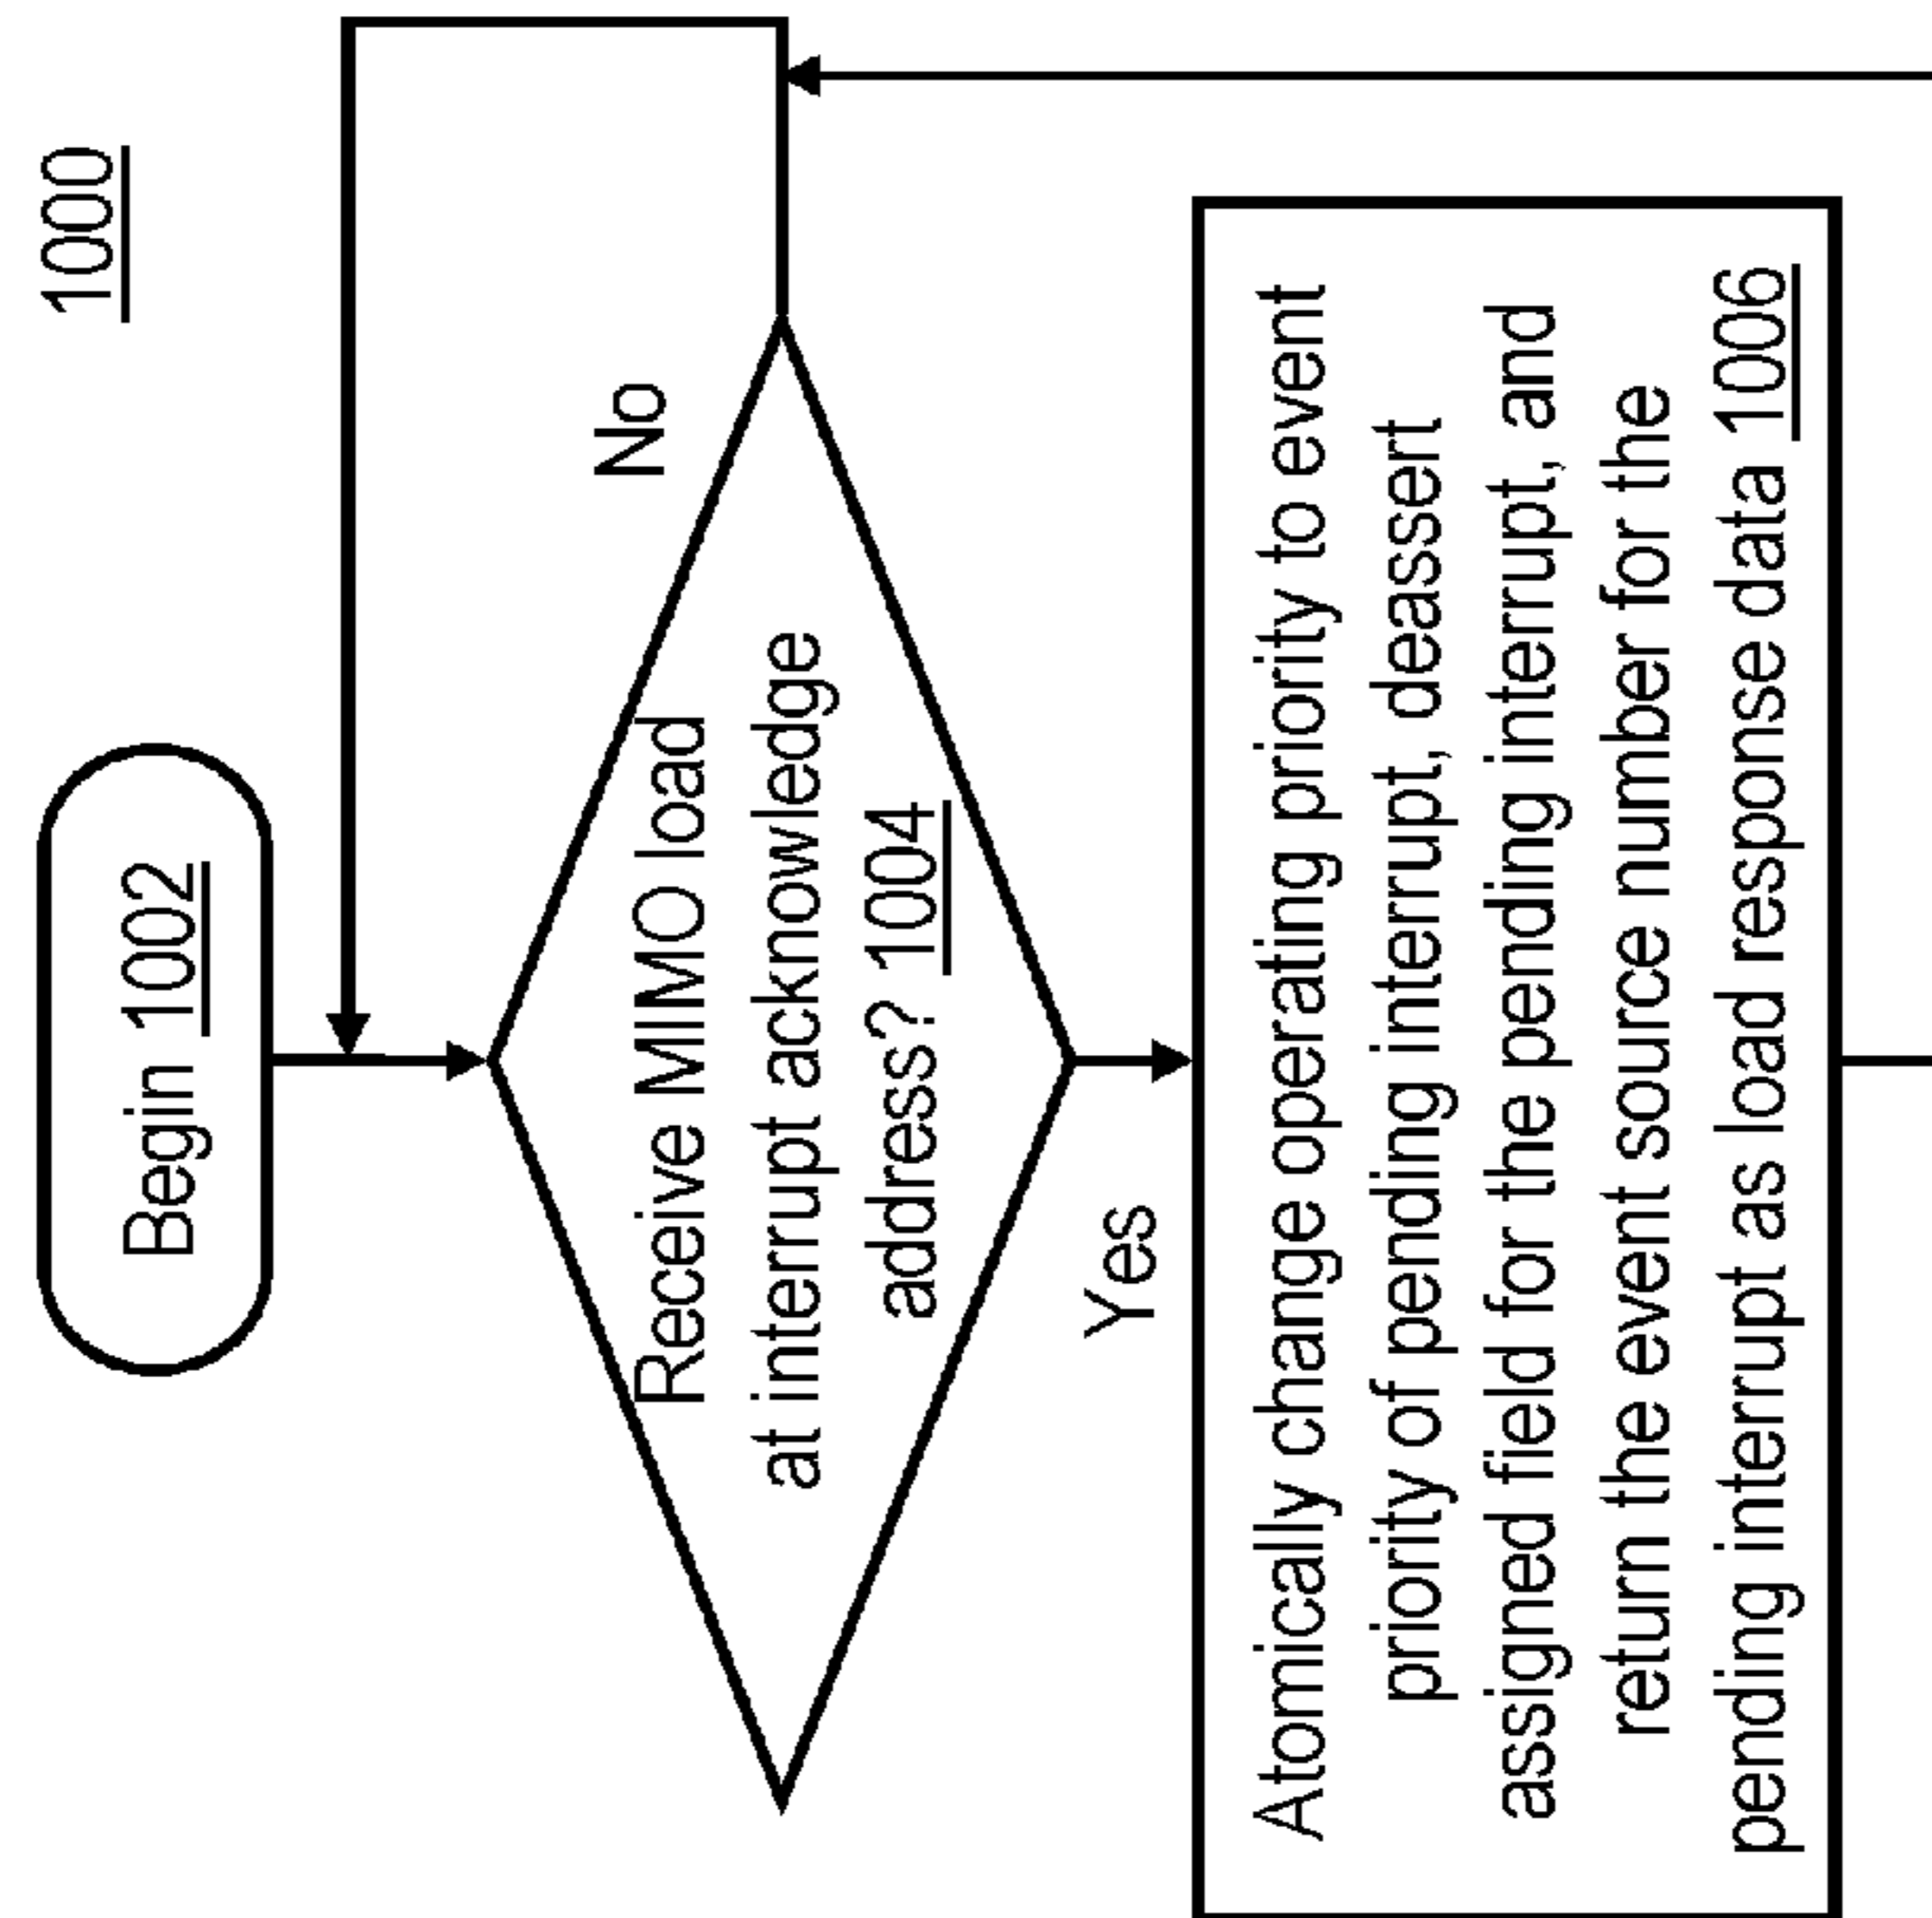 1000
Begin 1002
Receive MIMO load
at interrupt acknowledge
address? 1004
No
Yes
Atomically change operating priority to event
priority of pending interrupt, deassert
assigned field for the pending interrupt, and
return the event source number for the
pending interrupt as load response data 1006